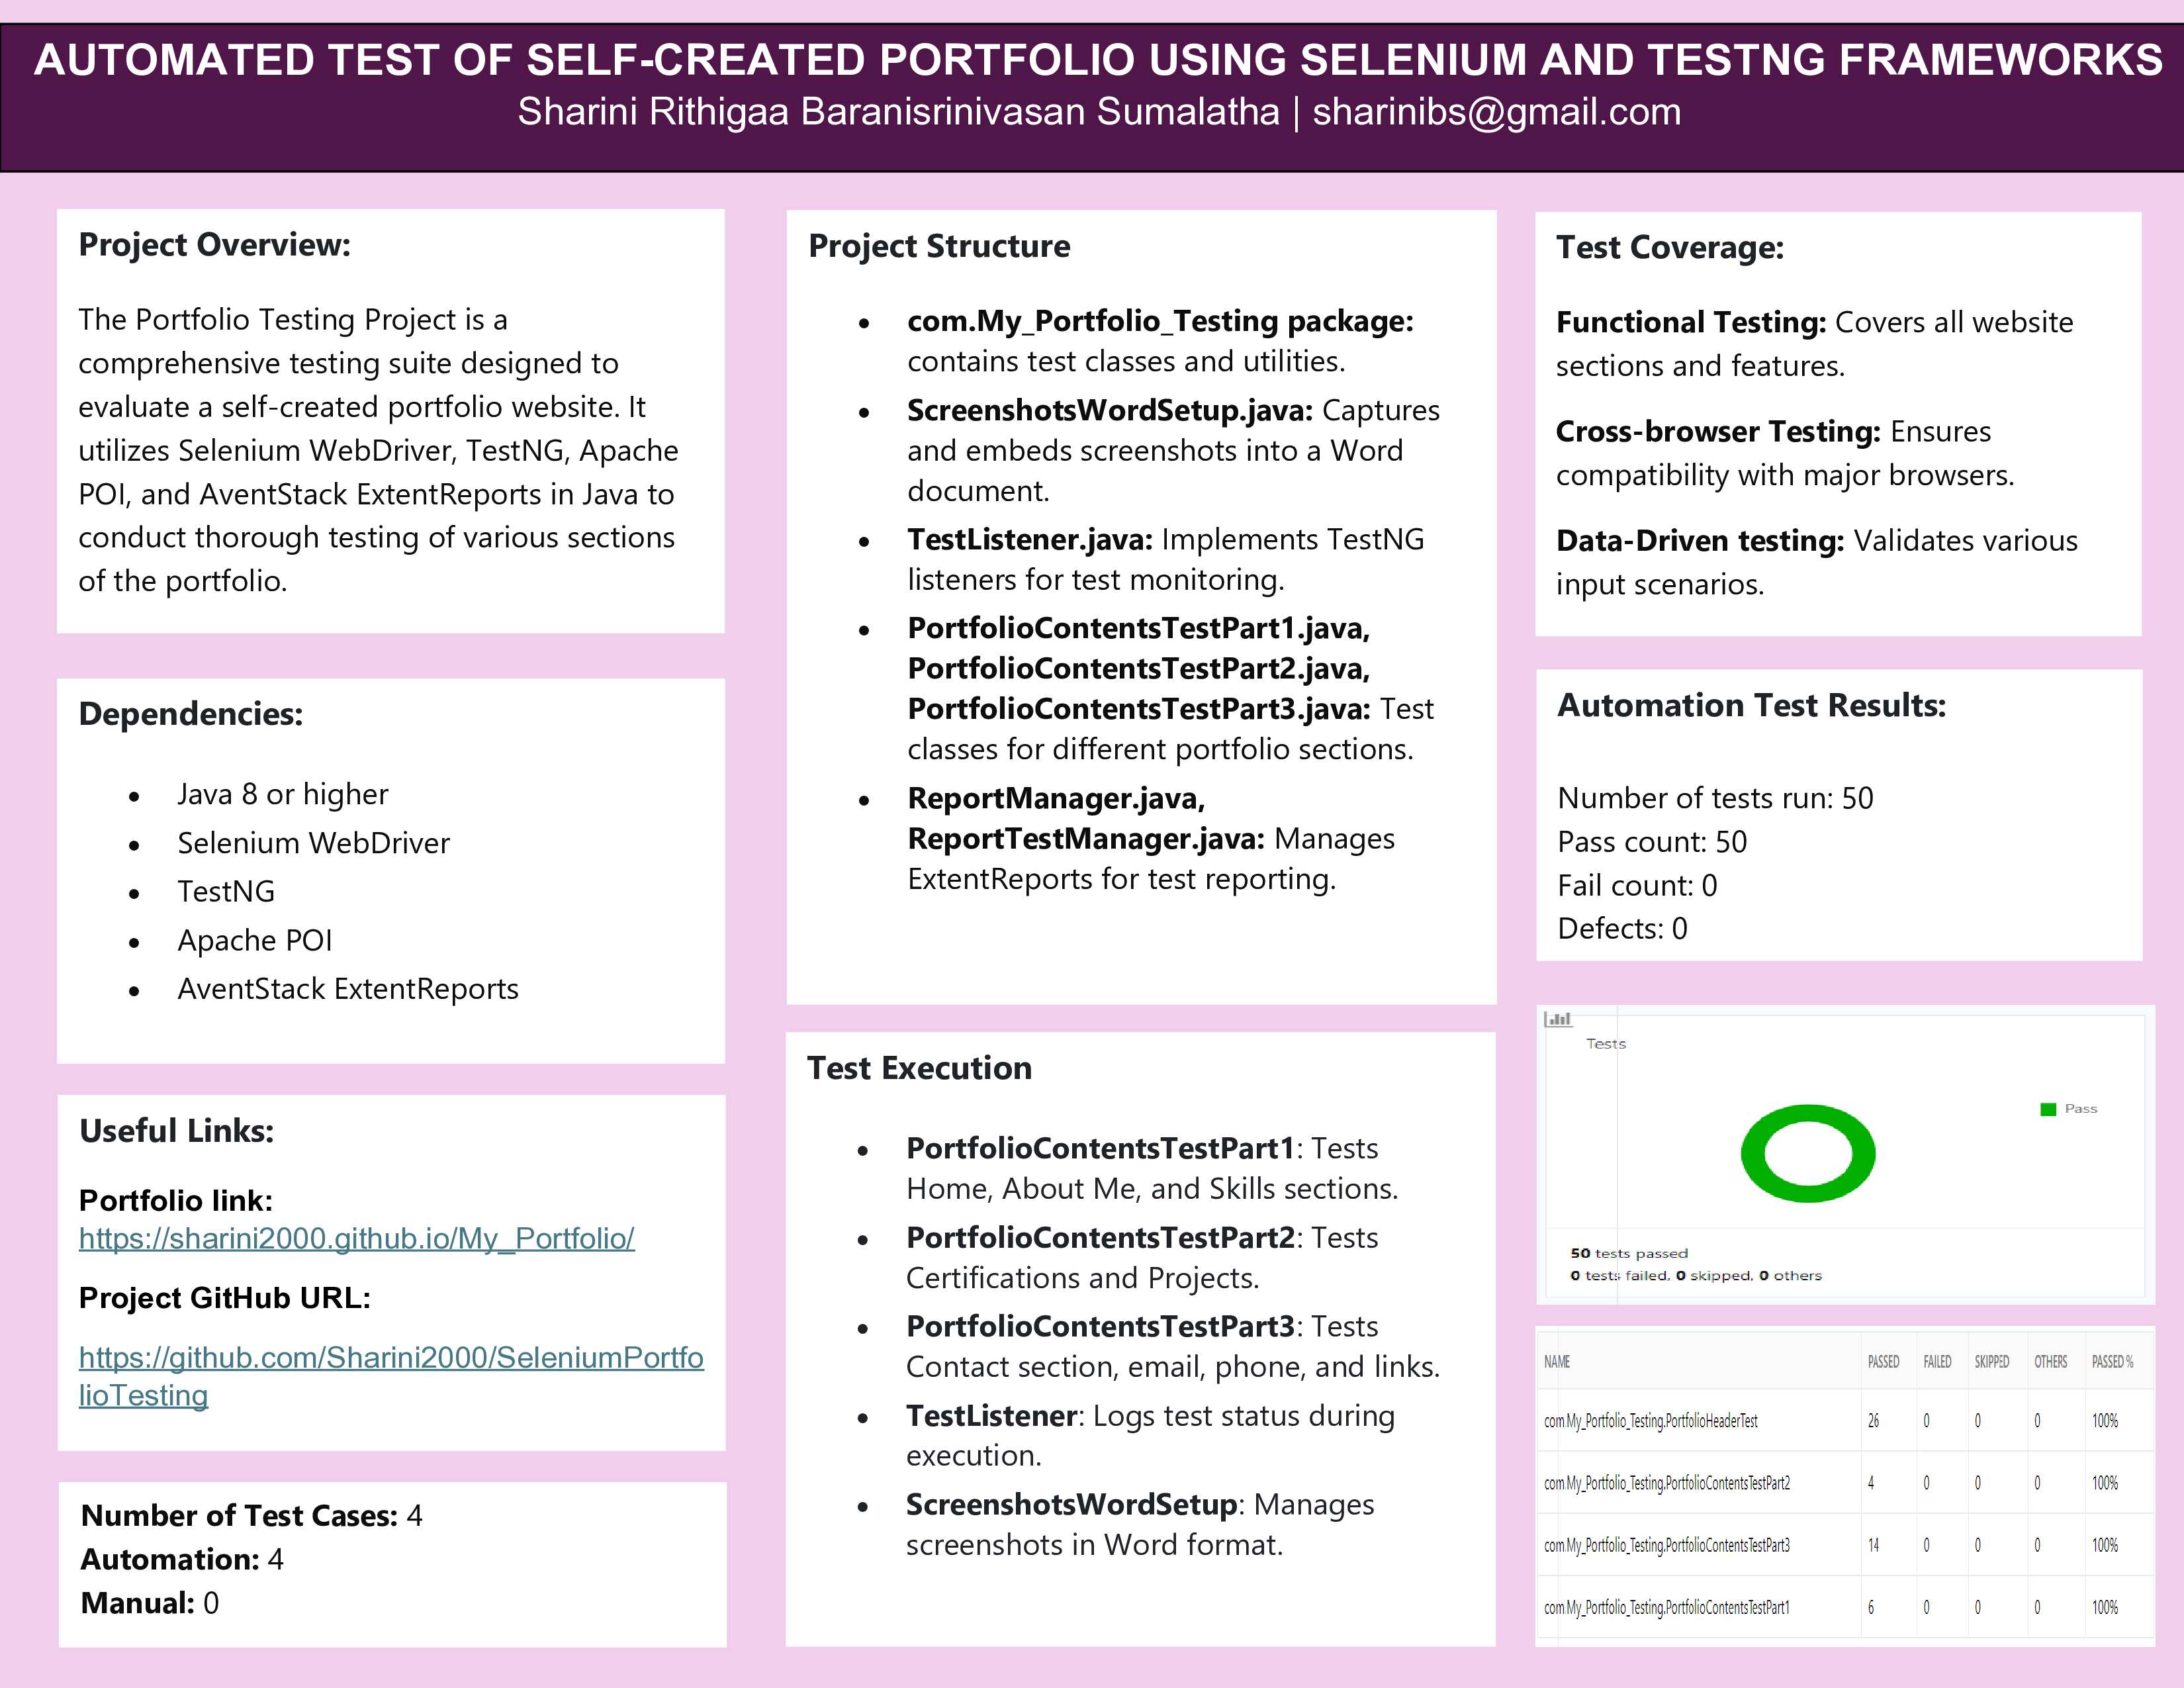 AUTOMATED TEST OF SELF-CREATED PORTFOLIO USING SELENIUM AND TESTNG FRAMEWORKS
Sharini Rithigaa Baranisrinivasan Sumalatha | sharinibs@gmail.com
Project Overview:
The Portfolio Testing Project is a
comprehensive testing suite designed to
evaluate a self-created portfolio website. It
utilizes Selenium WebDriver, TestNG, Apache
POI, and AventStack ExtentReports in Java to
conduct thorough testing of various sections
of the portfolio.
Dependencies:
• Java 8 or higher
• Selenium WebDriver
• TestNG
• Apache POI
• AventStack ExtentReports
Useful Links:
Portfolio link:
https://sharini2000.github.io/My_Portfolio/
Project GitHub URL:
https://github.com/Sharini2000/SeleniumPortfo
lioTesting
Number of Test Cases: 4
Automation: 4
Manual: 0
Project Structure
• com.My_Portfolio_Testing package:
contains test classes and utilities.
• ScreenshotsWordSetup.java: Captures
and embeds screenshots into a Word
document.
• TestListener.java: Implements TestNG
listeners for test monitoring.
• PortfolioContentsTestPart1.java,
PortfolioContentsTestPart2.java,
PortfolioContentsTestPart3.java: Test
classes for different portfolio sections.
• ReportManager.java,
ReportTestManager.java: Manages
ExtentReports for test reporting.
Test Execution
• PortfolioContentsTestPart1: Tests
Home, About Me, and Skills sections.
• PortfolioContentsTestPart2: Tests
Certifications and Projects.
• PortfolioContentsTestPart3: Tests
Contact section, email, phone, and links.
• TestListener: Logs test status during
execution.
• ScreenshotsWordSetup: Manages
screenshots in Word format.
Test Coverage:
Functional Testing: Covers all website
sections and features.
Cross-browser Testing: Ensures
compatibility with major browsers.
Data-Driven testing: Validates various
input scenarios.
Automation Test Results:
Number of tests run: 50
Pass count: 50
Fail count: 0
Defects: 0
Tests
Pass
50 tests passed
0 tests failed, 0 skipped, 0 others
NAME PASSED FAILED SKIPPED OTHERS PASSED %
com.My_Portfolio_Testing.PortfolioHeaderTest 26 0 0 0 100%
com.My_Portfolio_Testing.PortfolioContentsTestPart2 4 0 0 0 100%
com.My_Portfolio_Testing.PortfolioContentsTestPart3 14 0 0 0 100%
com.My_Portfolio_Testing.PortfolioContentsTestPart1 6 0 0 0 100%